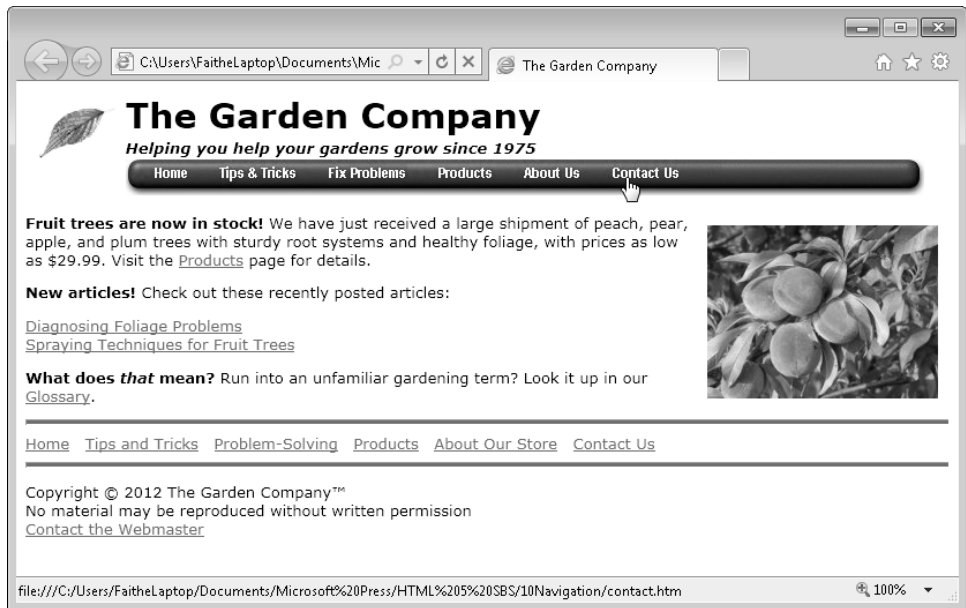 C:\Users\FaitheLaptop\Documents\Mic
The Garden Company
The Garden Company
Helping you help your gardens grow since 1975
Home Tips & Tricks Fix Problems Products About Us Contact Us
Fruit trees are now in stock! We have just received a large shipment of peach, pear,
apple, and plum trees with sturdy root systems and healthy foliage, with prices as low
as $29.99. Visit the Products page for details.
New articles! Check out these recently posted articles:
Diagnosing Foliage Problems
Spraying Techniques for Fruit Trees
What does that mean? Run into an unfamiliar gardening term? Look it up in our
Glossary.
Home Tips and Tricks Problem-Solving Products About Our Store Contact Us
Copyright © 2012 The Garden Company™
No material may be reproduced without written permission
Contact the Webmaster
file:///C:/Users/FaitheLaptop/Documents/Microsoft%20Press/HTML%205%20SBS/10Navigation/contact.htm
100%